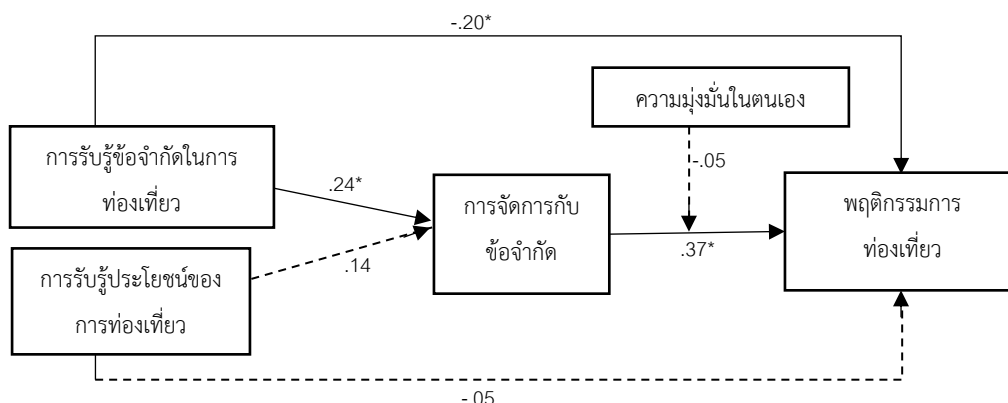 -.20*
ความมุ่งมั่นในตนเอง
-.05
การรับรู้ข้อจำกัดในการ
ท่องเที่ยว
.24*
การจัดการกับ
ข้อจำกัด
พฤติกรรมการ
ท่องเที่ยว
.37*
.14
การรับรู้ประโยชน์ของ
การท่องเที่ยว
-.05